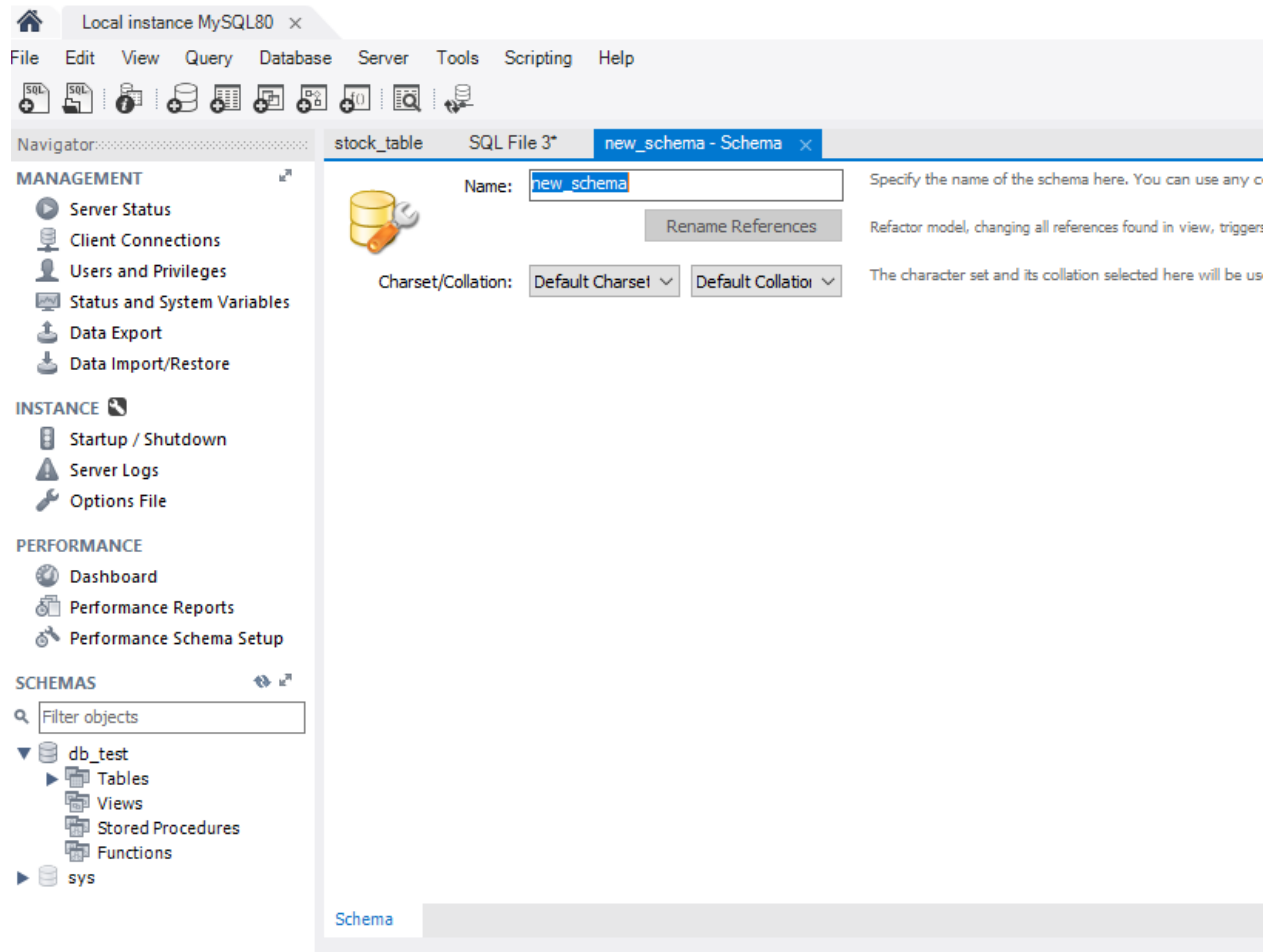 Local instance MySQL80
File Edit View Query Database Server Tools Scripting Help
SQL SQL
Navigator
MANAGEMENT
Server Status
Client Connections
Users and Privileges
Status and System Variables
Data Export
Data Import/Restore
INSTANCE
Startup / Shutdown
Server Logs
Options File
PERFORMANCE
Dashboard
Performance Reports
Performance Schema Setup
SCHEMAS
Filter objects
db_test
Tables
Views
Stored Procedures
Functions
sys
stock_table SQL File 3* new_schema - Schema
Name: new_schema Specify the name of the schema here. You can use any
Rename References Refactor model, changing all references found in view, triggers
Charset/Collation: Default Charset Default Collation The character set and its collation selected here will be
Schema